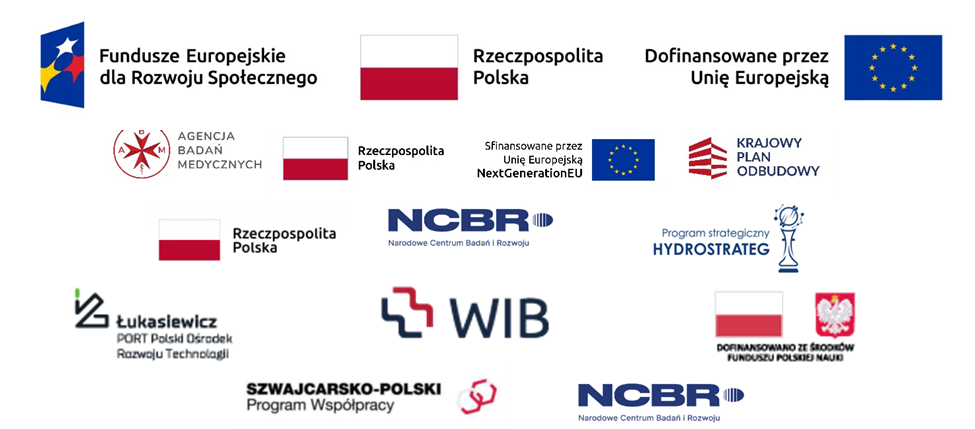 Fundusze Europejskie
dla Rozwoju Społecznego
Rzeczpospolita
Polska
Dofinansowane przez
Unię Europejską
A B M
AGENCJA
BADAŃ
MEDYCZNYCH
Rzeczpospolita
Polska
Sfinansowane przez
Unię Europejską
NextGenerationEU
KRAJOWY
PLAN
ODBUDOWY
Rzeczpospolita
Polska
NCBR
Narodowe Centrum Badań i Rozwoju
Program strategiczny
HYDROSTRATEG
Łukasiewicz
PORT Polski Ośrodek
Rozwoju Technologii
WIB
DOFINANSOWANO ZE ŚRODKÓW
FUNDUSZU POLSKIEJ NAUKI
SZWAJCARSKO-POLSKI
Program Współpracy
NCBR
Narodowe Centrum Badań i Rozwoju